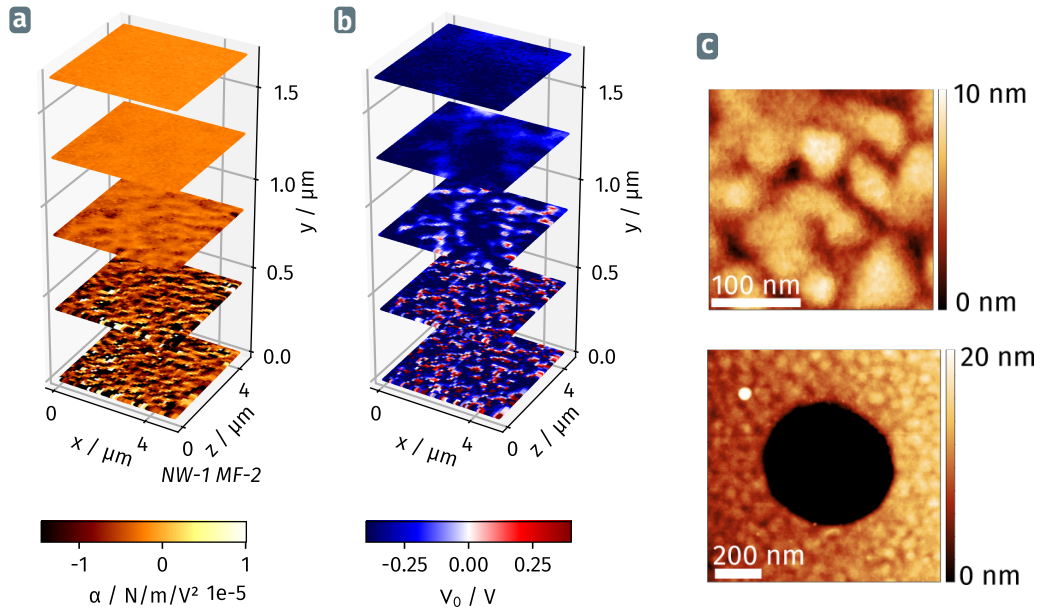 a
1.5
1.0
y / µm
0.5
0.0
0
4
x / µm
0
4
z / µm
NW-1 MF-2
-1
0
1
α / N/m/V² 1e-5
b
1.5
1.0
y / µm
0.5
0.0
0
4
x / µm
0
4
z / µm
-0.25
0.00
0.25
V₀ / V
c
10 nm
100 nm
0 nm
20 nm
200 nm
0 nm